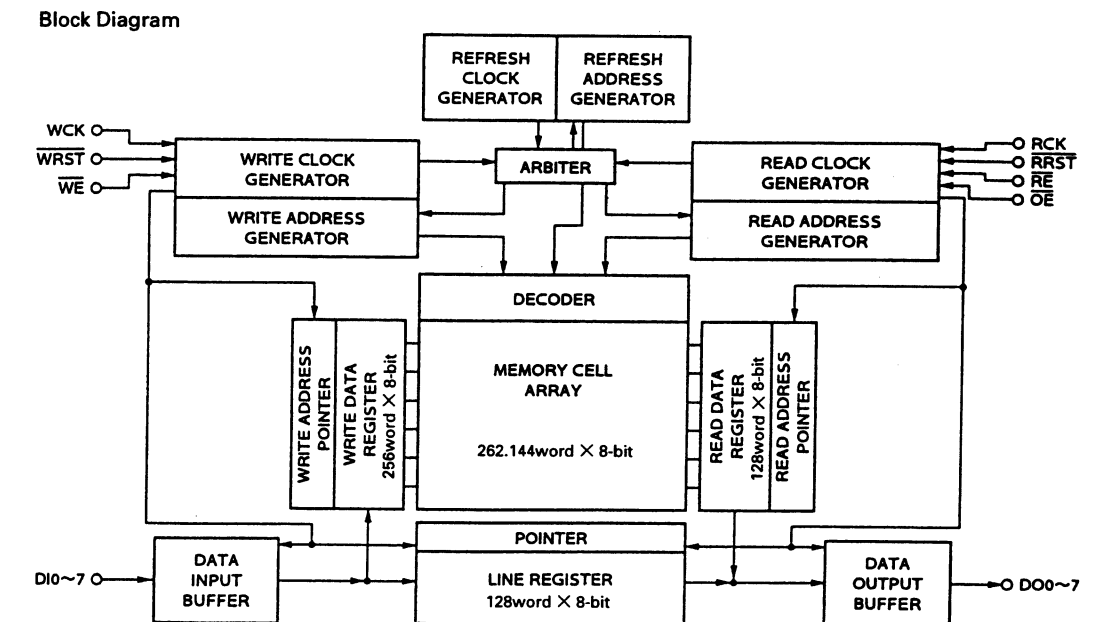 Block Diagram
REFRESH
CLOCK
GENERATOR
REFRESH
ADDRESS
GENERATOR
WCK
WRST
WE
WRITE CLOCK
GENERATOR
ARBITER
READ CLOCK
GENERATOR
RCK
RRST
RE
OE
WRITE ADDRESS
GENERATOR
READ ADDRESS
GENERATOR
DECODER
WRITE ADDRESS
POINTER
WRITE DATA
REGISTER
256word × 8-bit
MEMORY CELL
ARRAY
262.144word × 8-bit
READ DATA
REGISTER
128word × 8-bit
READ ADDRESS
POINTER
POINTER
DI0~7
DATA
INPUT
BUFFER
LINE REGISTER
128word × 8-bit
DATA
OUTPUT
BUFFER
DO0~7